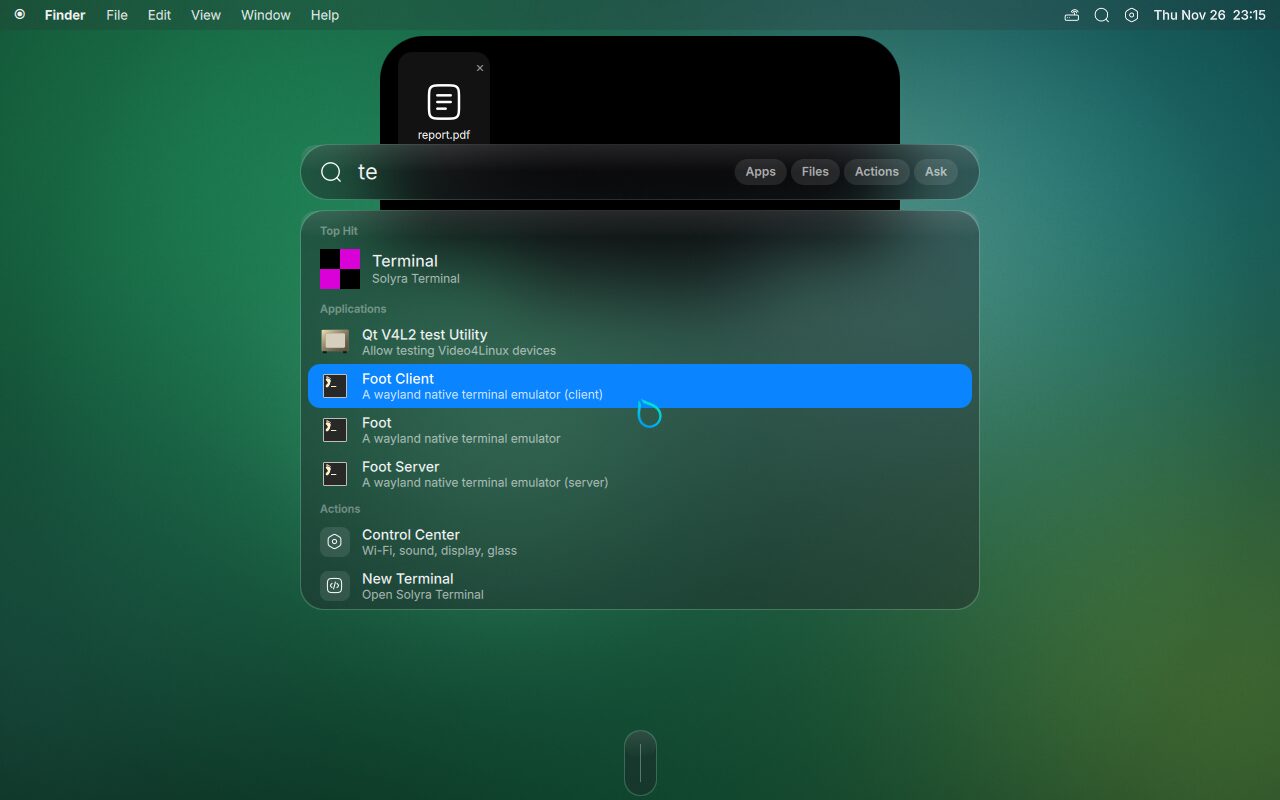 Finder File Edit View Window Help Thu Nov 26 23:15
report.pdf
te Apps Files Actions Ask
Top Hit
Terminal
Solyra Terminal
Applications
Qt V4L2 test Utility
Allow testing Video4Linux devices
Foot Client
A wayland native terminal emulator (client)
Foot
A wayland native terminal emulator
Foot Server
A wayland native terminal emulator (server)
Actions
Control Center
Wi-Fi, sound, display, glass
New Terminal
Open Solyra Terminal